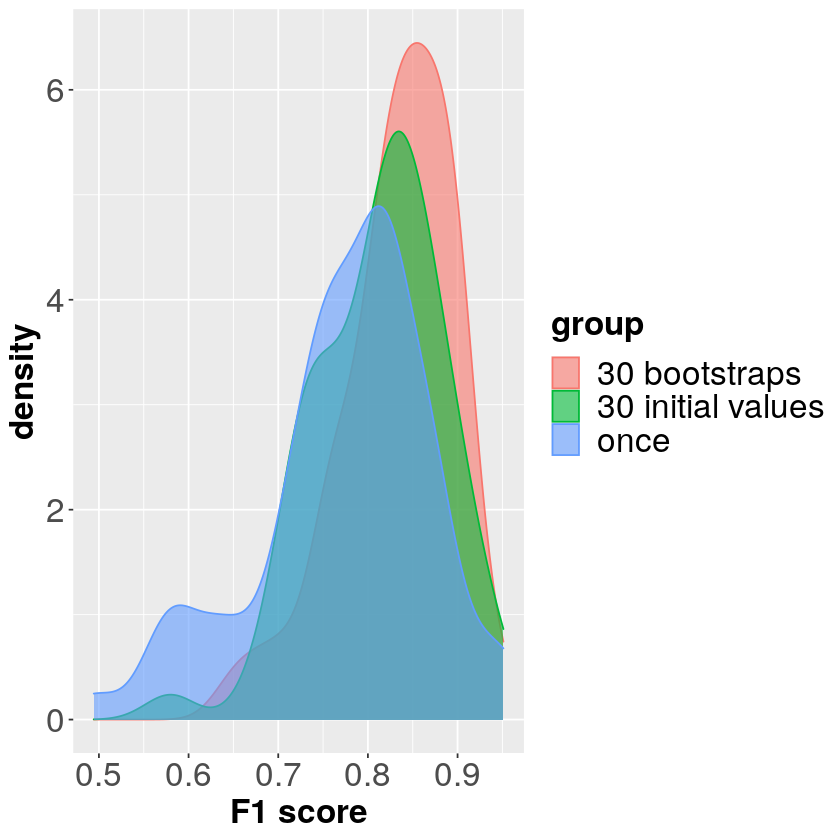 6
4
2
0
density
0.5 0.6 0.7 0.8 0.9
F1 score
group
30 bootstraps
30 initial values
once